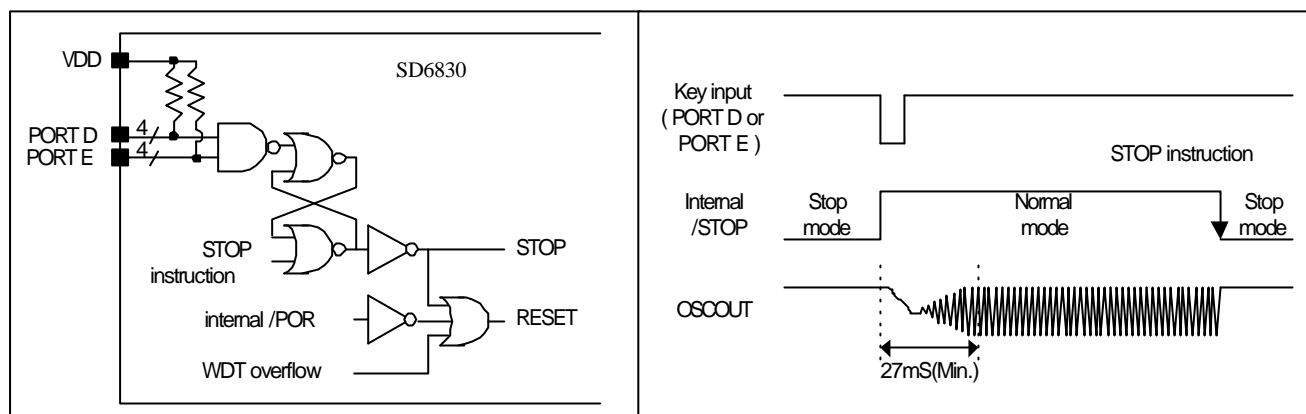 VDD
SD6830
PORT D
4
PORT E
4
STOP
instruction
STOP
internal /POR
RESET
WDT overflow
Key input
( PORT D or
PORT E )
STOP instruction
Internal
/STOP
Stop
mode
Normal
mode
Stop
mode
OSCOUT
27mS(Min.)